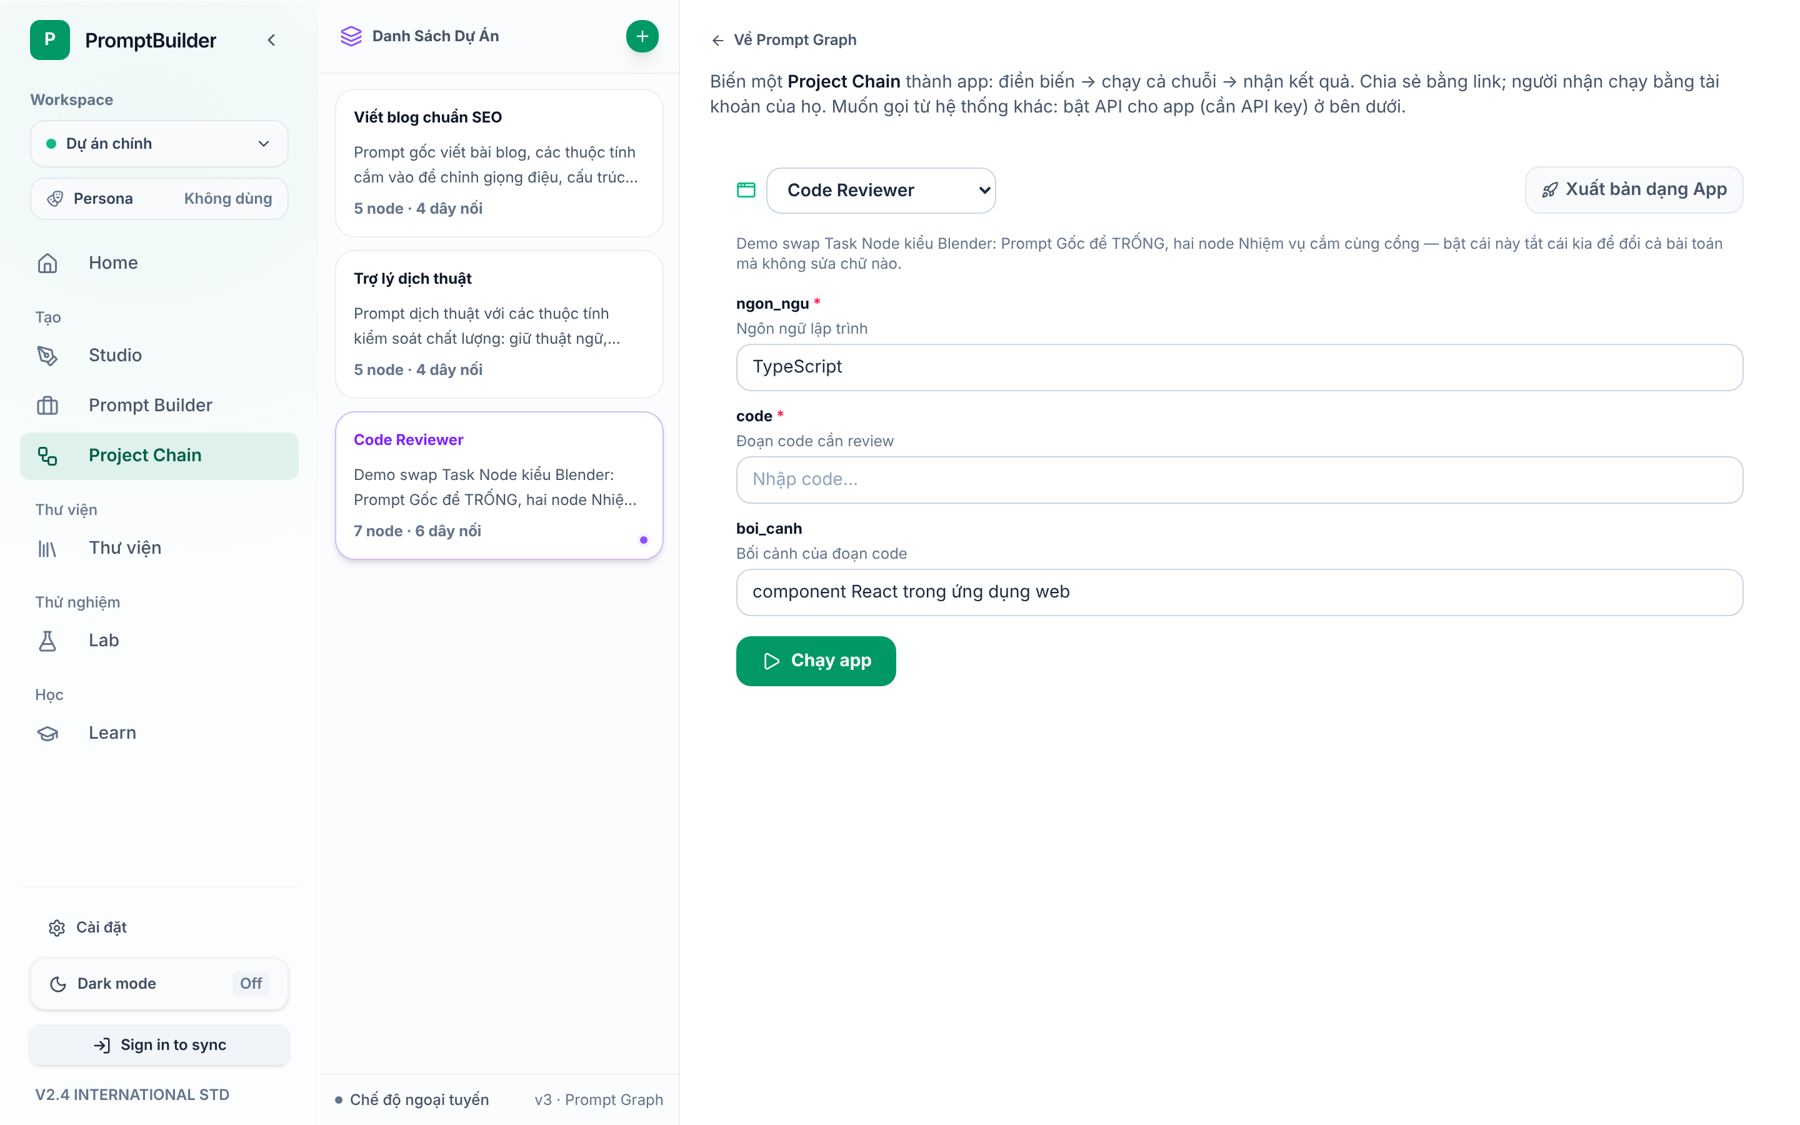 P PromptBuilder
Workspace
Dự án chính
Persona Không dùng
Home
Tạo
Studio
Prompt Builder
Project Chain
Thư viện
Thư viện
Thử nghiệm
Lab
Học
Learn
Cài đặt
Dark mode Off
Sign in to sync
V2.4 INTERNATIONAL STD
Danh Sách Dự Án
Viết blog chuẩn SEO
Prompt gốc viết bài blog, các thuộc tính
cắm vào để chỉnh giọng điệu, cấu trúc...
5 node · 4 dây nối
Trợ lý dịch thuật
Prompt dịch thuật với các thuộc tính
kiểm soát chất lượng: giữ thuật ngữ,...
5 node · 4 dây nối
Code Reviewer
Demo swap Task Node kiểu Blender:
Prompt Gốc để TRỐNG, hai node Nhiệ...
7 node · 6 dây nối
Chế độ ngoại tuyến v3 · Prompt Graph
← Về Prompt Graph
Biến một Project Chain thành app: điền biến → chạy cả chuỗi → nhận kết quả. Chia sẻ bằng link; người nhận chạy bằng tài
khoản của họ. Muốn gọi từ hệ thống khác: bật API cho app (cần API key) ở bên dưới.
Code Reviewer
Xuất bản dạng App
Demo swap Task Node kiểu Blender: Prompt Gốc để TRỐNG, hai node Nhiệm vụ cắm cùng cổng — bật cái này tắt cái kia để đổi cả bài toán
mà không sửa chữ nào.
ngon_ngu *
Ngôn ngữ lập trình
TypeScript
code *
Đoạn code cần review
Nhập code...
boi_canh
Bối cảnh của đoạn code
component React trong ứng dụng web
Chạy app